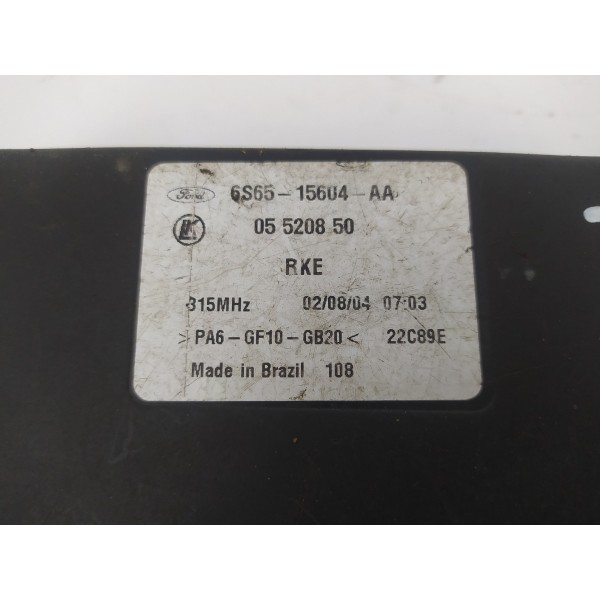 Ford 6S65-15604-AA
LK 05 5208 50
RKE
315MHz 02/08/04 07:03
>PA6-GF10-GB20< 22C89E
Made in Brazil 108